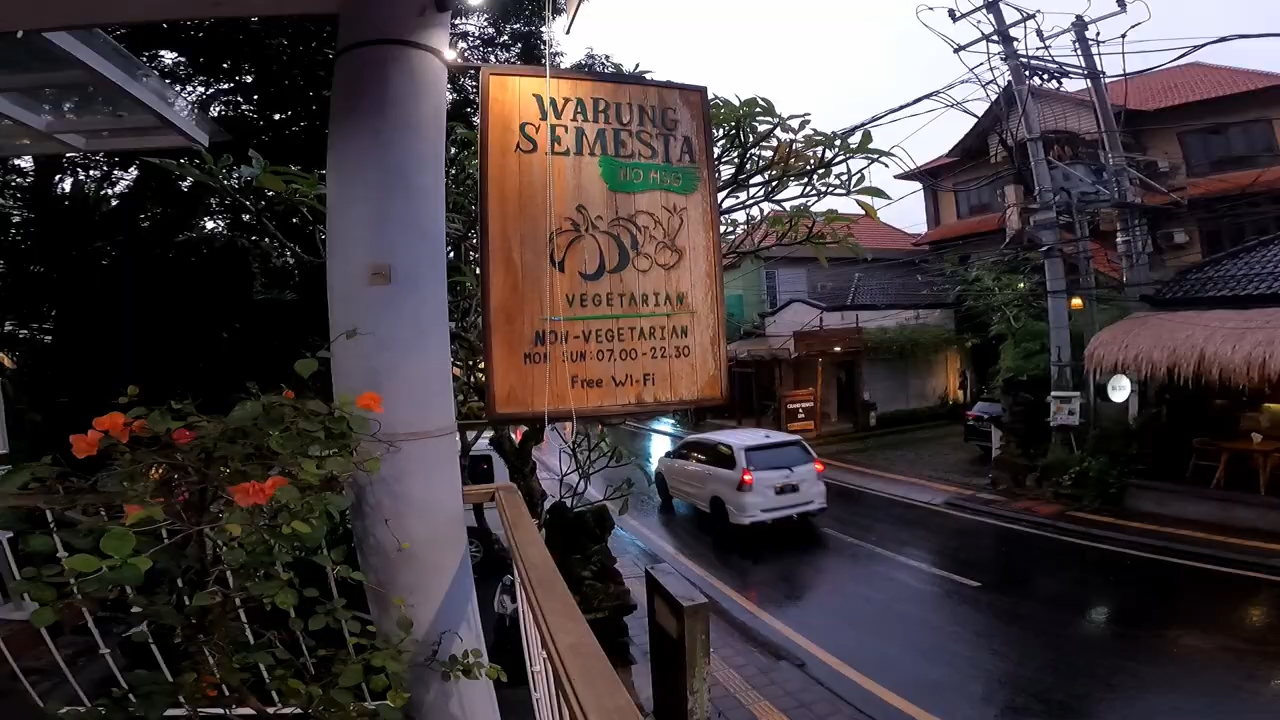 WARUNG
SEMESTA
NO MSG
VEGETARIAN
NON-VEGETARIAN
MON SUN:07.00-22.30
Free WI-Fi